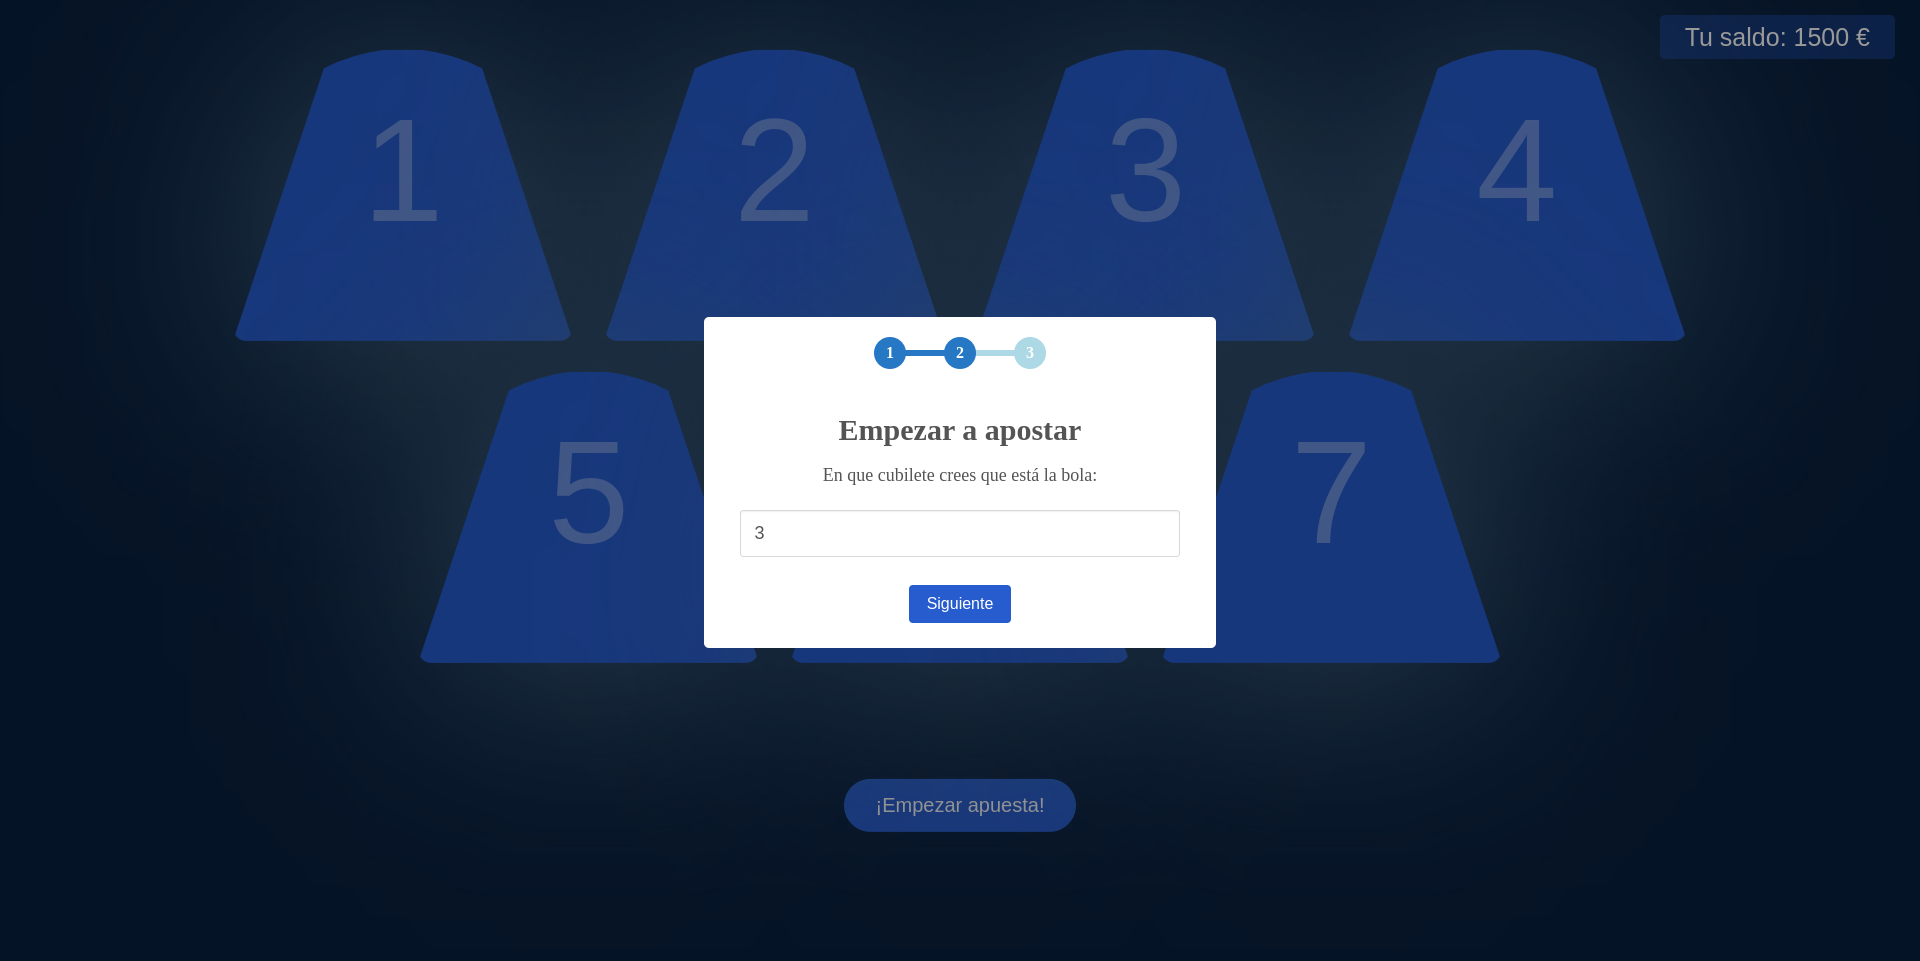 Tu saldo: 1500 €
1
2
3
4
1
2
3
Empezar a apostar
En que cubilete crees que está la bola:
3
Siguiente
5
7
¡Empezar apuesta!